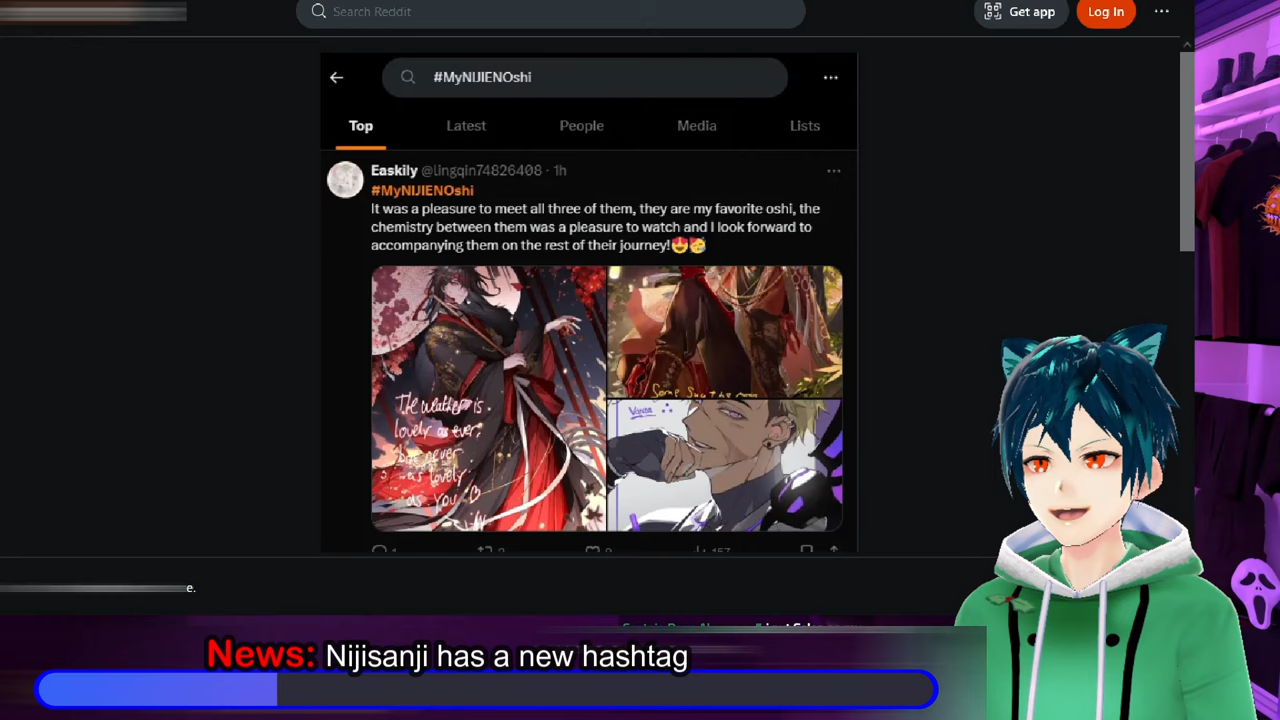 Search Reddit
Get app
Log In
#MyNIJIENOshi
Top
Latest
People
Media
Lists
Easkily @lingqin74826408 · 1h
#MyNIJIENOshi
It was a pleasure to meet all three of them, they are my favorite oshi, the
chemistry between them was a pleasure to watch and I look forward to
accompanying them on the rest of their journey!😍🥳
The weather is
lovely as ever,
but never
as lovely
as you
Vanta
e.
News: Nijisanji has a new hashtag